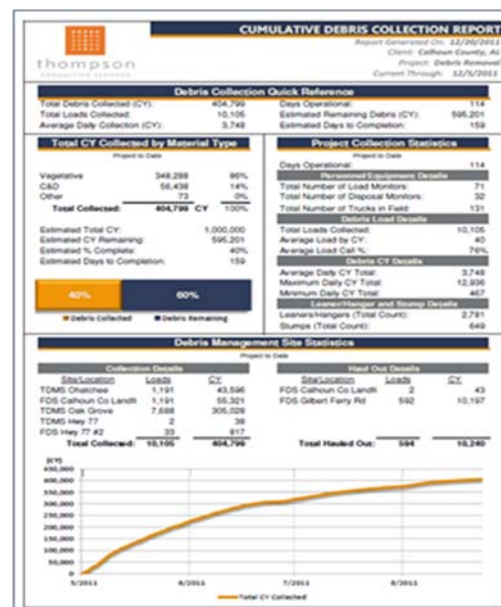 thompson
CONSULTING SERVICES
CUMULATIVE DEBRIS COLLECTION REPORT
Report Generated On: 12/20/2011
Client: Calhoun County, AL
Project: Debris Removal
Current Through: 12/5/2011
Debris Collection Quick Reference
Total Debris Collected (CY): 404,799
Total Loads Collected: 10,105
Average Daily Collection (CY): 3,748
Days Operational: 114
Estimated Remaining Debris (CY): 595,201
Estimated Days to Completion: 159
Total CY Collected by Material Type
Project to Date
Vegetative 348,288 86%
C&D 56,438 14%
Other 73 0%
Total Collected: 404,799 CY 100%
Estimated Total CY: 1,000,000
Estimated CY Remaining: 595,201
Estimated % Complete: 40%
Estimated Days to Completion: 159
40% 60%
Debris Collected Debris Remaining
Project Collection Statistics
Project to Date
Days Operational: 114
Personnel/Equipment Details
Total Number of Load Monitors: 71
Total Number of Disposal Monitors: 32
Total Number of Trucks in Field: 131
Debris Load Details
Total Loads Collected: 10,105
Average Load by CY: 40
Average Load Call %: 76%
Debris CY Details
Average Daily CY Total: 3,748
Maximum Daily CY Total: 12,936
Minimum Daily CY Total: 467
Leaner/Hanger and Stump Details
Leaners/Hangers (Total Count): 2,781
Stumps (Total Count): 649
Debris Management Site Statistics
Project to Date
Collection Details
Site/Location Loads CY
TDMS Ohatchee 1,191 43,596
FDS Calhoun Co Landfi 1,191 55,321
TDMS Oak Grove 7,688 305,028
TDMS Hwy 77 2 38
FDS Hwy 77 #2 33 817
Total Collected: 10,105 404,799
Haul Out Details
Site/Location Loads CY
FDS Calhoun Co Landfi 2 43
FDS Gilbert Ferry Rd 592 10,197
Total Hauled Out: 594 10,240
(CY)
450,000
400,000
350,000
300,000
250,000
200,000
150,000
100,000
50,000
0
5/2011 6/2011 7/2011 8/2011
Total CY Collected